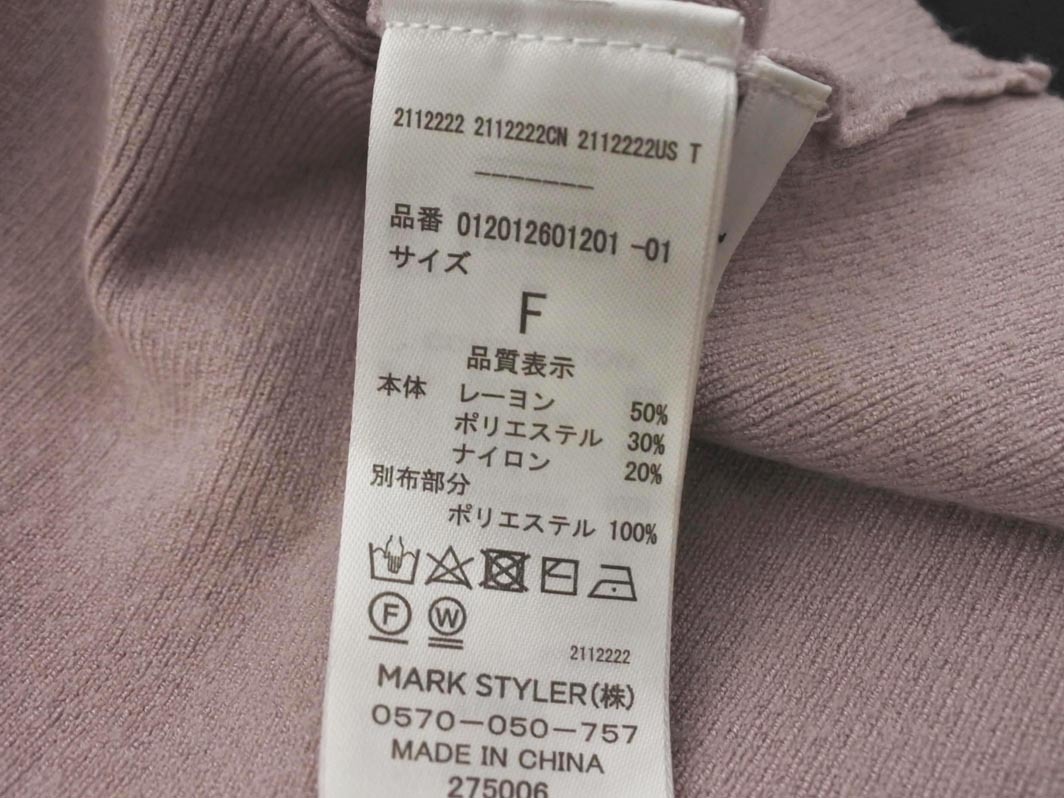 2112222 2112222CN 2112222US T
-------
品番 012012601201 -01
サイズ
F
品質表示
本体 レーヨン 50%
ポリエステル 30%
ナイロン 20%
別布部分
ポリエステル 100%
F W
2112222
MARK STYLER(株)
0570-050-757
MADE IN CHINA
275006